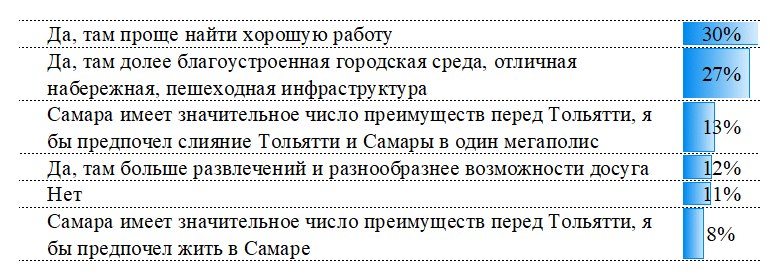 Да, там проще найти хорошую работу 30%
Да, там долее благоустроенная городская среда, отличная
набережная, пешеходная инфраструктура 27%
Самара имеет значительное число преимуществ перед Тольятти, я
бы предпочел слияние Тольятти и Самары в один мегаполис 13%
Да, там больше развлечений и разнообразнее возможности досуга 12%
Нет 11%
Самара имеет значительное число преимуществ перед Тольятти, я
бы предпочел жить в Самаре 8%